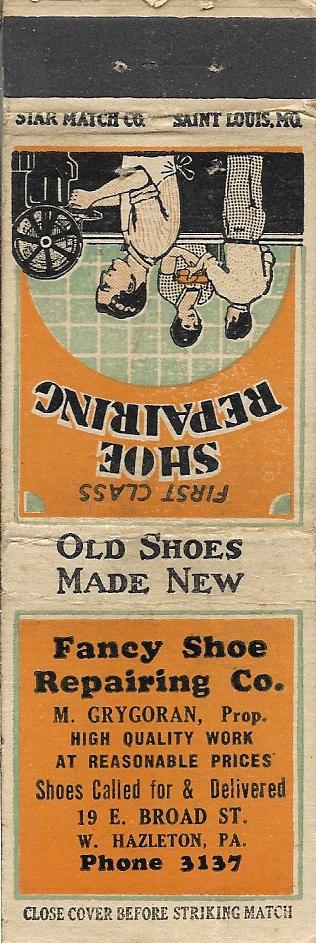 STAR MATCH CO. SAINT LOUIS, MO.
FIRST CLASS
SHOE
REPAIRING
OLD SHOES
MADE NEW
Fancy Shoe
Repairing Co.
M. GRYGORAN, Prop.
HIGH QUALITY WORK
AT REASONABLE PRICES
Shoes Called for & Delivered
19 E. BROAD ST.
W. HAZLETON, PA.
Phone 3137
CLOSE COVER BEFORE STRIKING MATCH